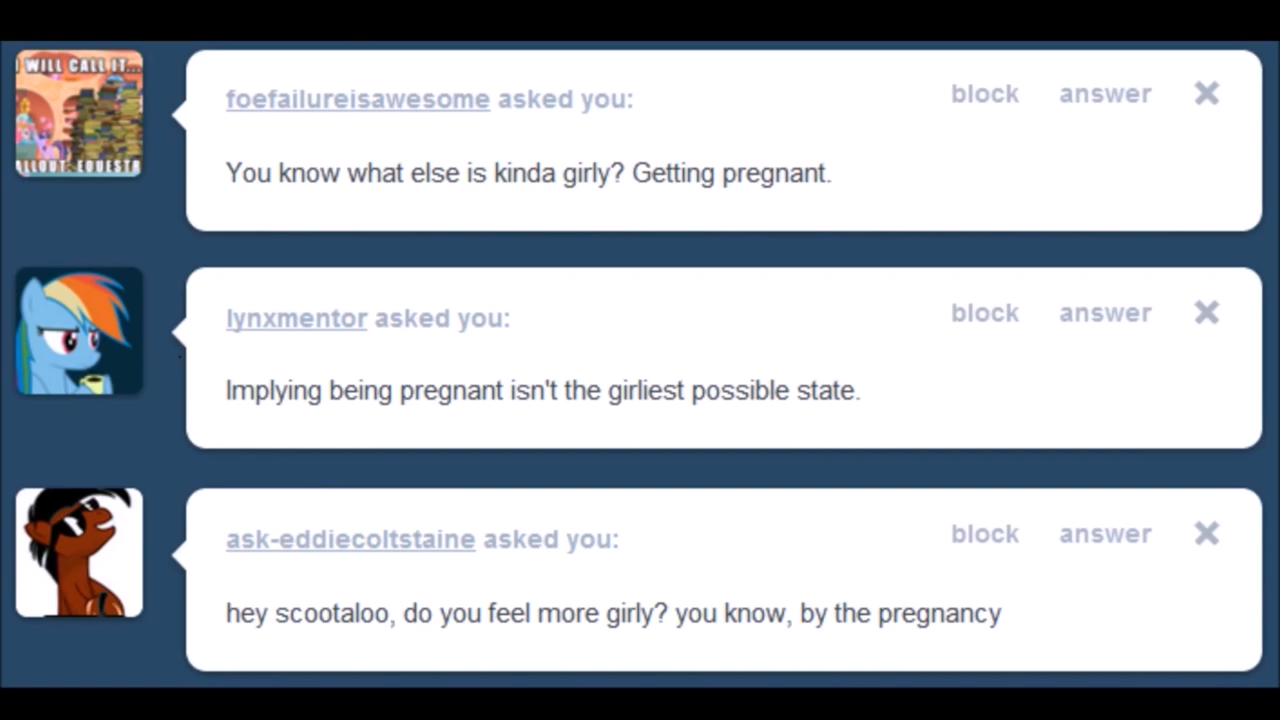 I WILL CALL IT...
ALLOUT: EQUESTR
foefailureisawesome asked you:
block answer
You know what else is kinda girly? Getting pregnant.
lynxmentor asked you:
block answer
Implying being pregnant isn't the girliest possible state.
ask-eddiecoltstaine asked you:
block answer
hey scootaloo, do you feel more girly? you know, by the pregnancy